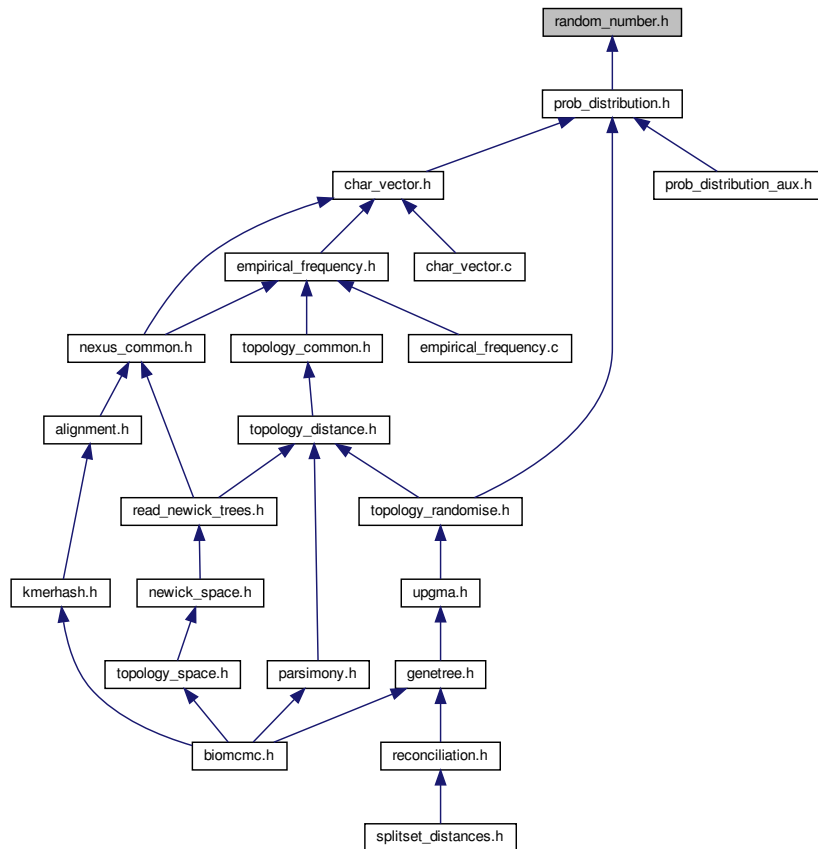 random_number.h
prob_distribution.h
char_vector.h
prob_distribution_aux.h
empirical_frequency.h
char_vector.c
nexus_common.h
topology_common.h
empirical_frequency.c
alignment.h
topology_distance.h
read_newick_trees.h
topology_randomise.h
kmerhash.h
newick_space.h
upgma.h
topology_space.h
parsimony.h
genetree.h
biomcmc.h
reconciliation.h
splitset_distances.h